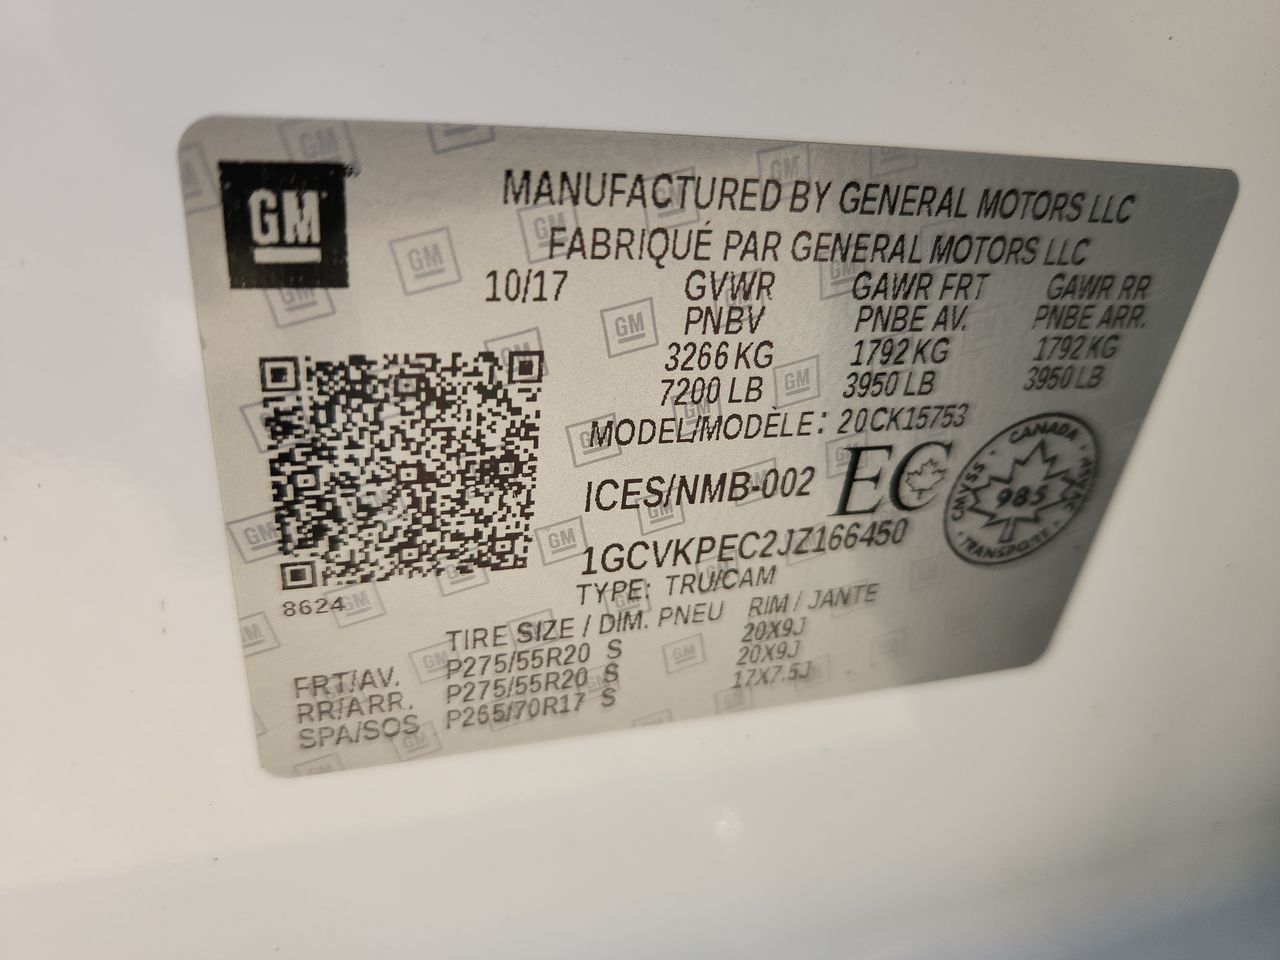 GM
MANUFACTURED BY GENERAL MOTORS LLC
FABRIQUÉ PAR GENERAL MOTORS LLC
10/17 GVWR GAWR FRT GAWR RR
PNBV PNBE AV. PNBE ARR.
3266 KG 1792 KG 1792 KG
7200 LB 3950 LB 3950 LB
MODEL/MODÈLE: 20CK15753
ICES/NMB-002 EC
CANADA
985
TRANSPORT
1GCVKPEC2JZ166450
TYPE: TRU/CAM
8624
TIRE SIZE / DIM. PNEU RIM / JANTE
FRT/AV. P275/55R20 S 20X9J
RR/ARR. P275/55R20 S 20X9J
SPA/SOS P265/70R17 S 17X7.5J